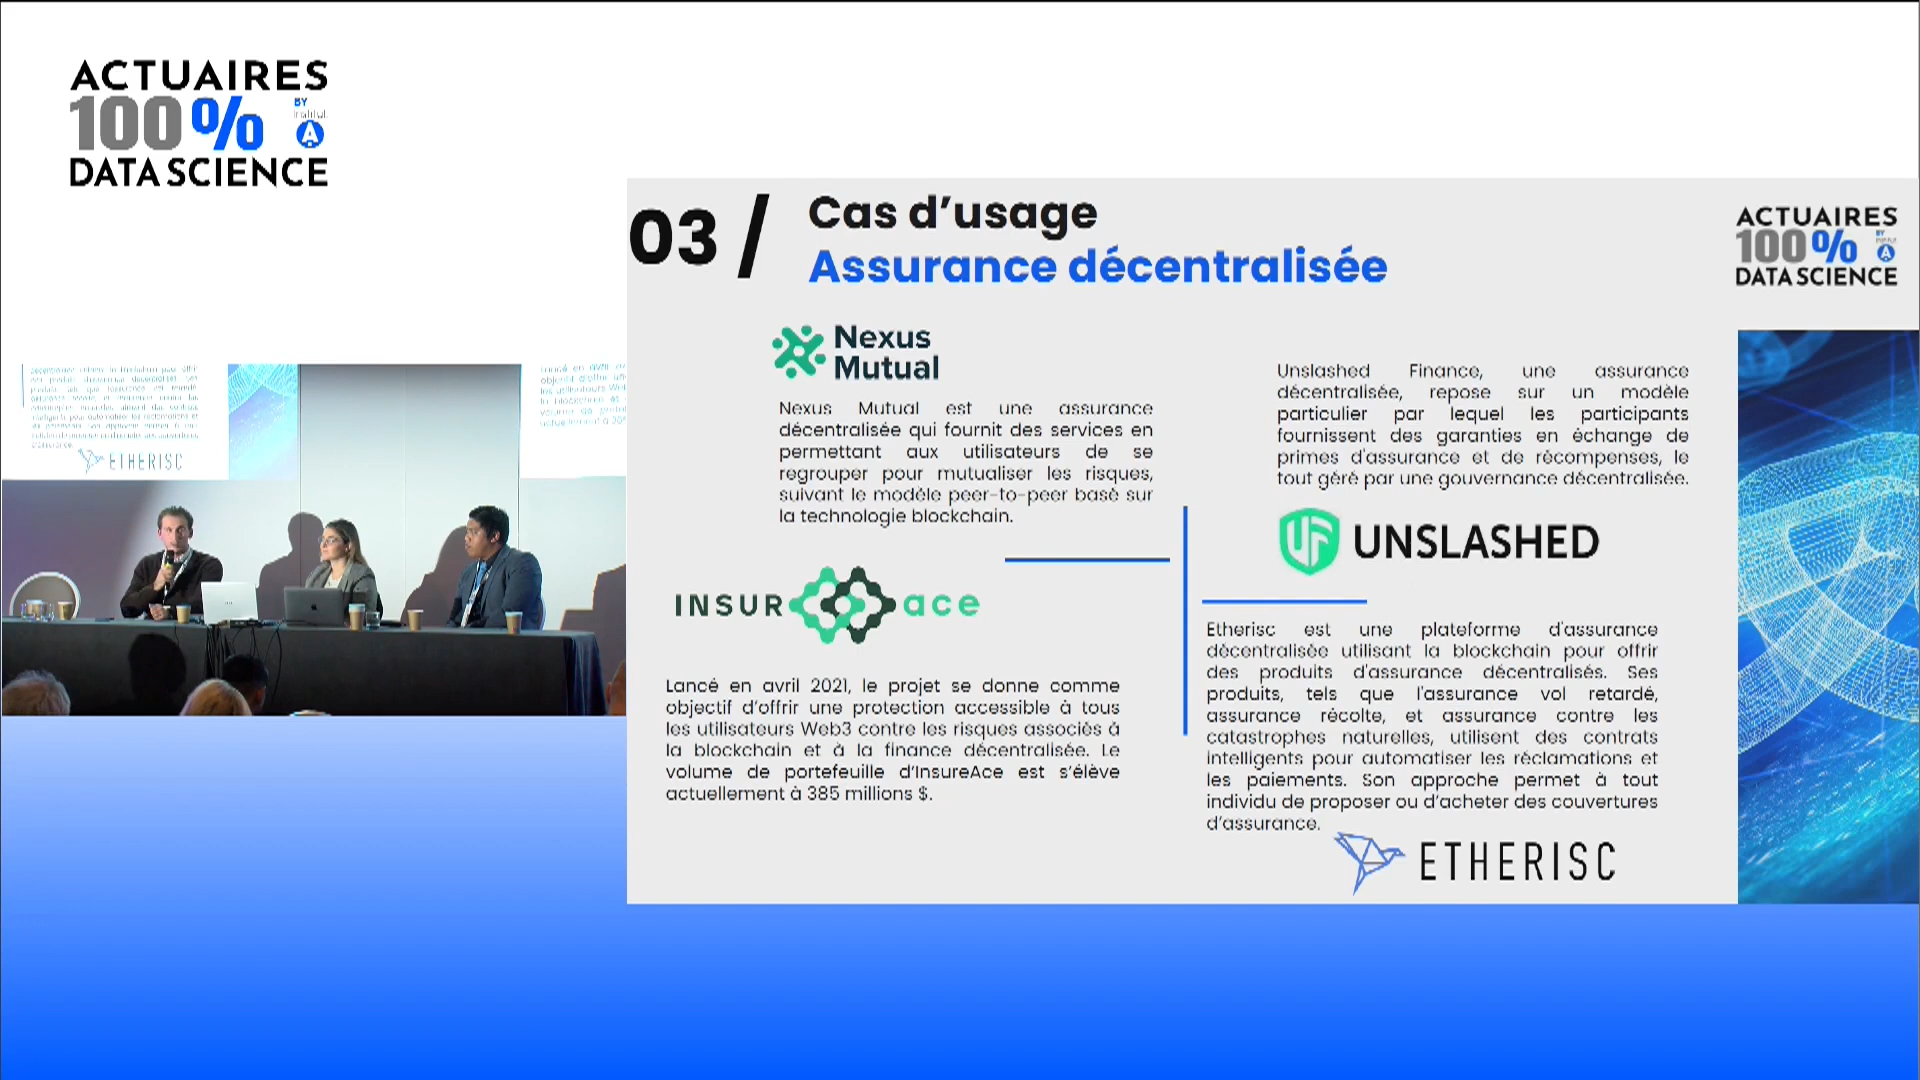 ACTUAIRES
100%
BY
Institut
A
DATA SCIENCE
03 /
Cas d’usage
Assurance décentralisée
ACTUAIRES
100%
BY
A
DATA SCIENCE
Nexus
Mutual
Nexus Mutual est une assurance
décentralisée qui fournit des services en
permettant aux utilisateurs de se
regrouper pour mutualiser les risques,
suivant le modèle peer-to-peer basé sur
la technologie blockchain.
INSUR ace
Lancé en avril 2021, le projet se donne comme
objectif d’offrir une protection accessible à tous
les utilisateurs Web3 contre les risques associés à
la blockchain et à la finance décentralisée. Le
volume de portefeuille d’InsureAce est s’élève
actuellement à 385 millions $.
Unslashed Finance, une assurance
décentralisée, repose sur un modèle
particulier par lequel les participants
fournissent des garanties en échange de
primes d'assurance et de récompenses, le
tout géré par une gouvernance décentralisée.
UF UNSLASHED
Etherisc est une plateforme d'assurance
décentralisée utilisant la blockchain pour offrir
des produits d'assurance décentralisés. Ses
produits, tels que l'assurance vol retardé,
assurance récolte, et assurance contre les
catastrophes naturelles, utilisent des contrats
intelligents pour automatiser les réclamations et
les paiements. Son approche permet à tout
individu de proposer ou d’acheter des couvertures
d’assurance.
ETHERISC
ETHERISC